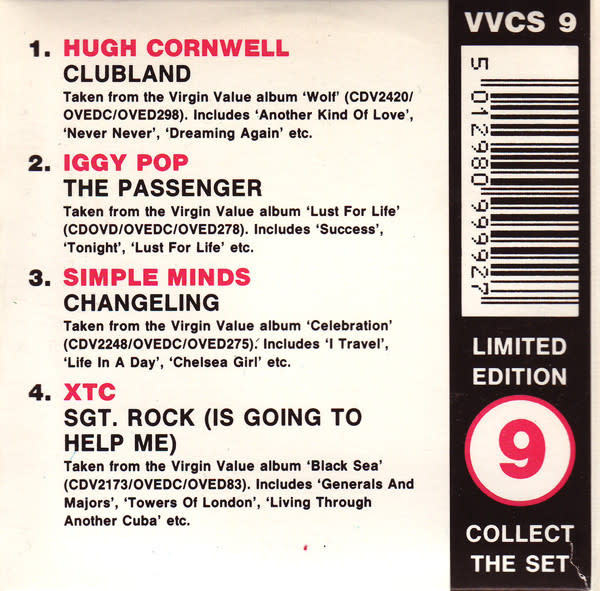 1. HUGH CORNWELL
CLUBLAND
Taken from the Virgin Value album ‘Wolf’ (CDV2420/
OVEDC/OVED298). Includes ‘Another Kind Of Love’,
‘Never Never’, ‘Dreaming Again’ etc.
2. IGGY POP
THE PASSENGER
Taken from the Virgin Value album ‘Lust For Life’
(CDOVD/OVEDC/OVED278). Includes ‘Success’,
‘Tonight’, ‘Lust For Life’ etc.
3. SIMPLE MINDS
CHANGELING
Taken from the Virgin Value album ‘Celebration’
(CDV2248/OVEDC/OVED275). Includes ‘I Travel’,
‘Life In A Day’, ‘Chelsea Girl’ etc.
4. XTC
SGT. ROCK (IS GOING TO
HELP ME)
Taken from the Virgin Value album ‘Black Sea’
(CDV2173/OVEDC/OVED83). Includes ‘Generals And
Majors’, ‘Towers Of London’, ‘Living Through
Another Cuba’ etc.
VVCS 9
5 012980 999927
LIMITED
EDITION
9
COLLECT
THE SET